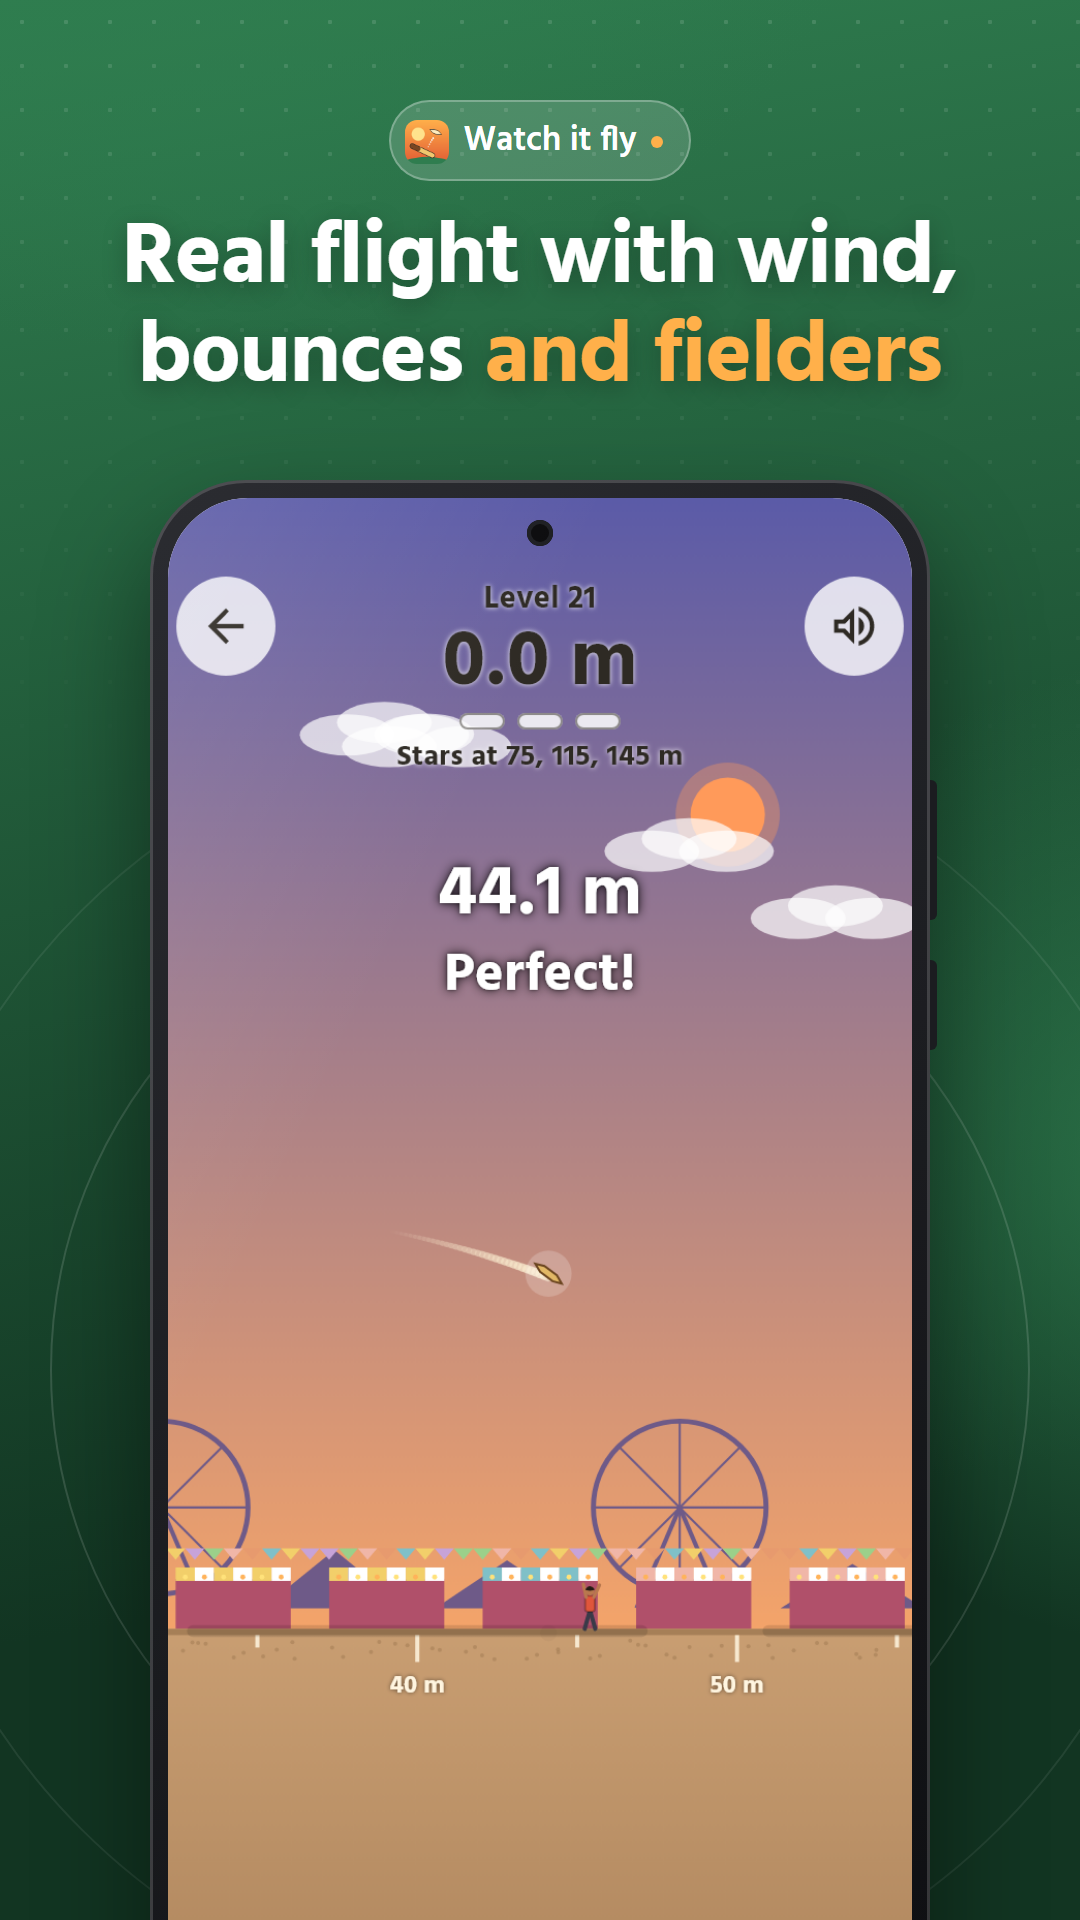 Watch it fly
Real flight with wind,
bounces and fielders
Level 21
0.0 m
Stars at 75, 115, 145 m
44.1 m
Perfect!
40 m
50 m